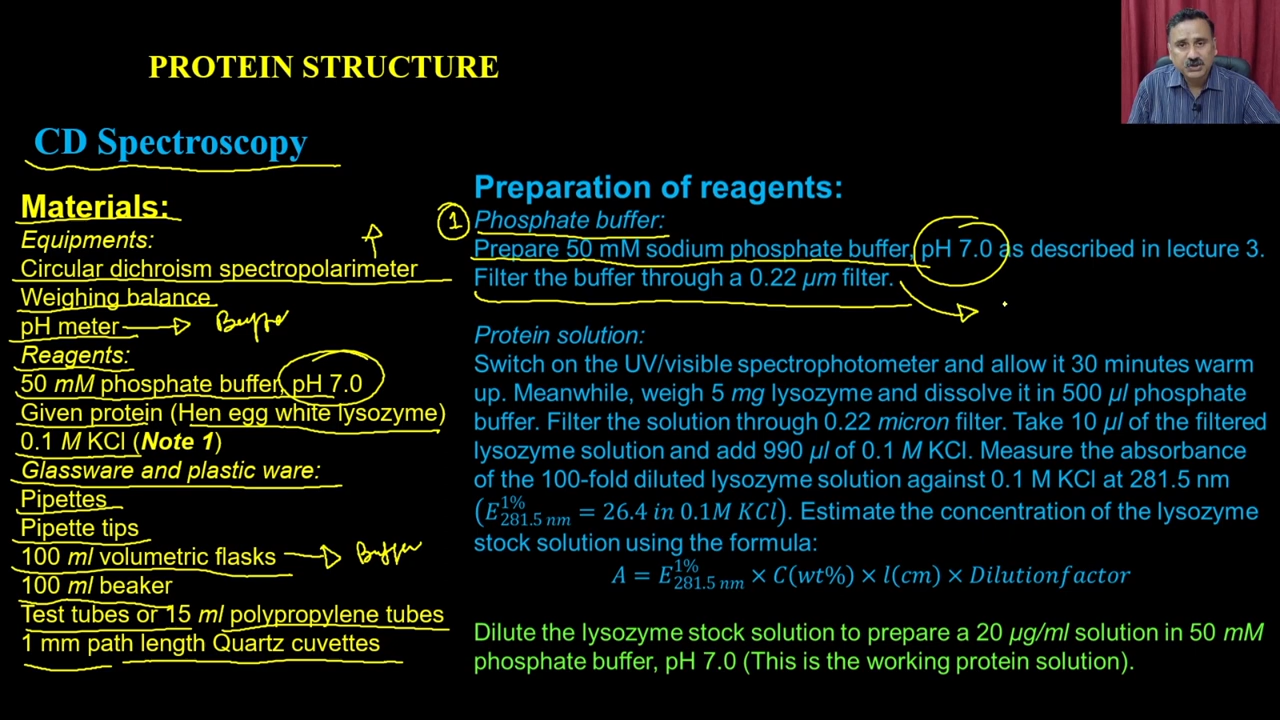 PROTEIN STRUCTURE
CD Spectroscopy
Materials:
Equipments:
Circular dichroism spectropolarimeter
Weighing balance
pH meter → Buffer
Reagents:
50 mM phosphate buffer, pH 7.0
Given protein (Hen egg white lysozyme)
0.1 M KCl (Note 1)
Glassware and plastic ware:
Pipettes
Pipette tips
100 ml volumetric flasks → Buffer
100 ml beaker
Test tubes or 15 ml polypropylene tubes
1 mm path length Quartz cuvettes
Preparation of reagents:
1 Phosphate buffer:
Prepare 50 mM sodium phosphate buffer, pH 7.0 as described in lecture 3.
Filter the buffer through a 0.22 μm filter.
Protein solution:
Switch on the UV/visible spectrophotometer and allow it 30 minutes warm
up. Meanwhile, weigh 5 mg lysozyme and dissolve it in 500 μl phosphate
buffer. Filter the solution through 0.22 micron filter. Take 10 μl of the filtered
lysozyme solution and add 990 μl of 0.1 M KCl. Measure the absorbance
of the 100-fold diluted lysozyme solution against 0.1 M KCl at 281.5 nm
(E^{1%}_{281.5 nm} = 26.4 in 0.1M KCl). Estimate the concentration of the lysozyme
stock solution using the formula:
A = E^{1%}_{281.5 nm} × C(wt%) × l(cm) × Dilutionfactor
Dilute the lysozyme stock solution to prepare a 20 μg/ml solution in 50 mM
phosphate buffer, pH 7.0 (This is the working protein solution).